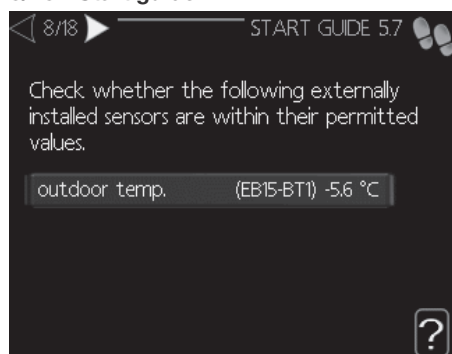 8/18
START GUIDE 5.7
Check whether the following externally
installed sensors are within their permitted
values.
outdoor temp. (EB15-BT1) -5.6 °C
?